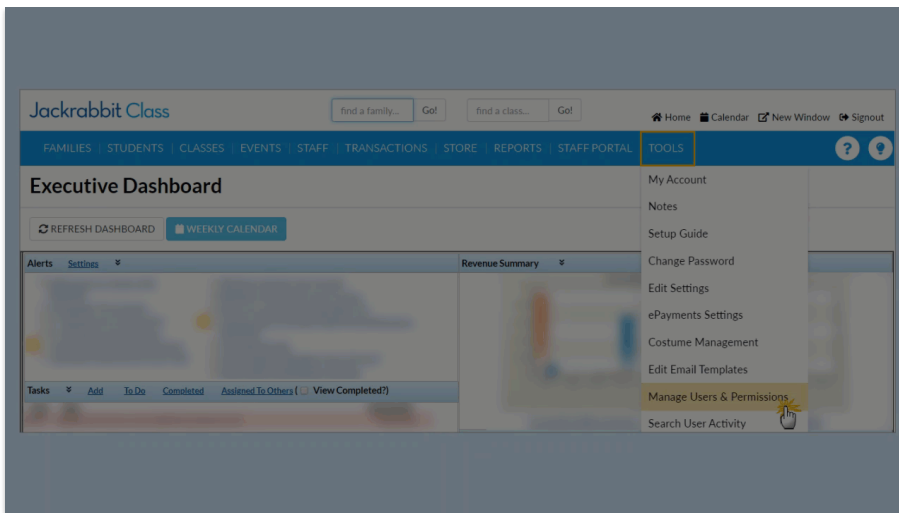 Jackrabbit Class
find a family... Go! find a class... Go!
Home Calendar New Window Signout
FAMILIES | STUDENTS | CLASSES | EVENTS | STAFF | TRANSACTIONS | STORE | REPORTS | STAFF PORTAL TOOLS ?
Executive Dashboard
REFRESH DASHBOARD WEEKLY CALENDAR
Alerts Settings
Revenue Summary
Tasks Add To Do Completed Assigned To Others ( View Completed?)
My Account
Notes
Setup Guide
Change Password
Edit Settings
ePayments Settings
Costume Management
Edit Email Templates
Manage Users & Permissions
Search User Activity